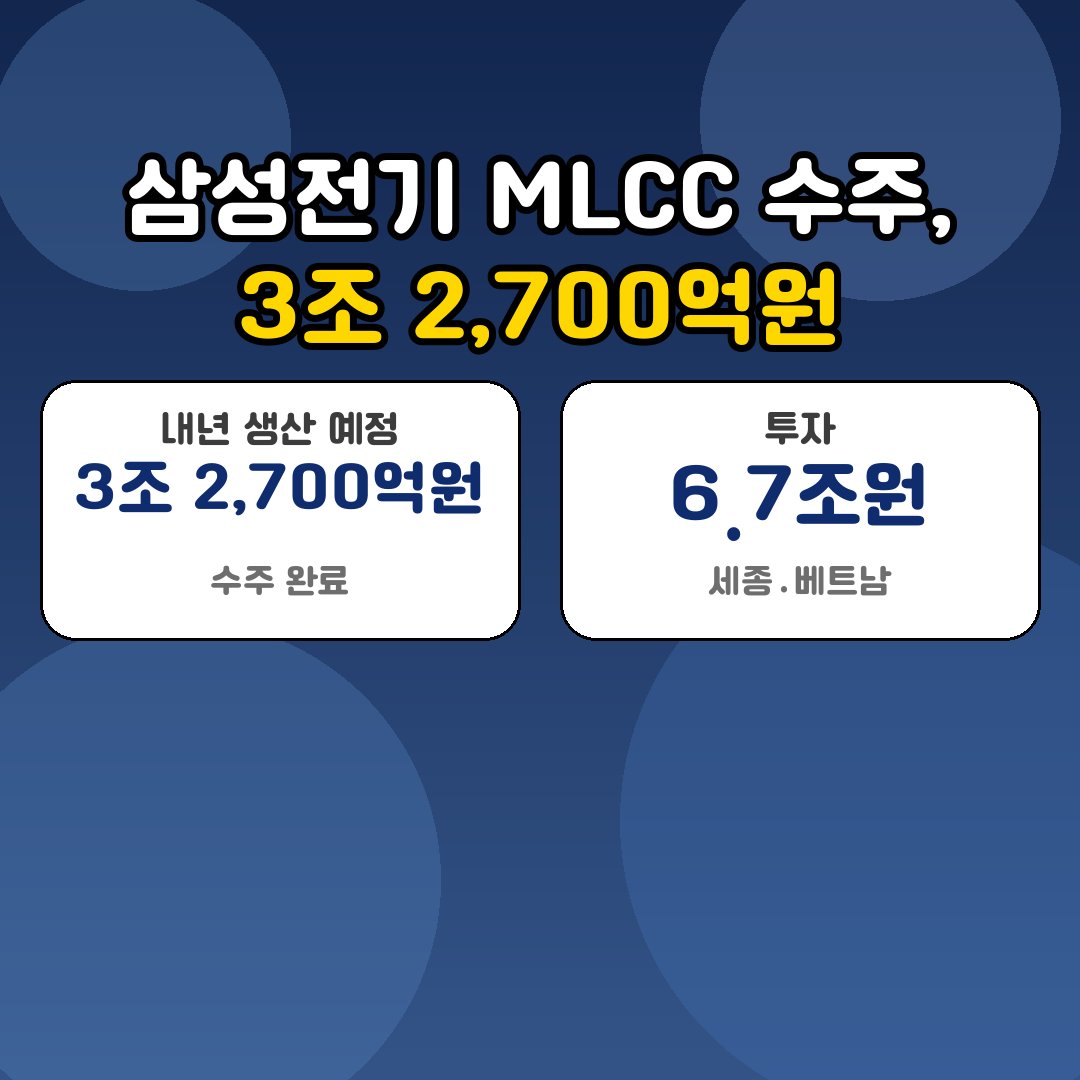 삼성전기 MLCC 수주,
3조 2,700억원
내년 생산 예정
3조 2,700억원
수주 완료
투자
6.7조원
세종.베트남